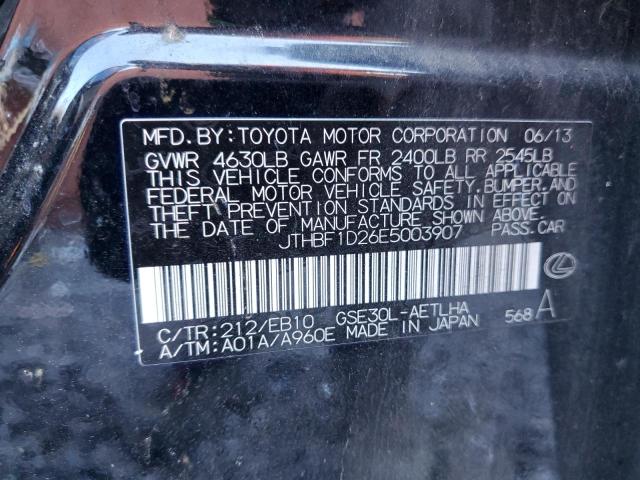 MFD.BY:TOYOTA MOTOR CORPORATION 06/13
GVWR 4630LB GAWR FR 2400LB RR 2545LB
THIS VEHICLE CONFORMS TO ALL APPLICABLE
FEDERAL MOTOR VEHICLE SAFETY, BUMPER, AND
THEFT PREVENTION STANDARDS IN EFFECT ON
THE DATE OF MANUFACTURE SHOWN ABOVE.
JTHBF1D26E5003907 PASS.CAR
C/TR:212/EB10 GSE30L-AETLHA
A/TM:A01A/A960E MADE IN JAPAN 568 A